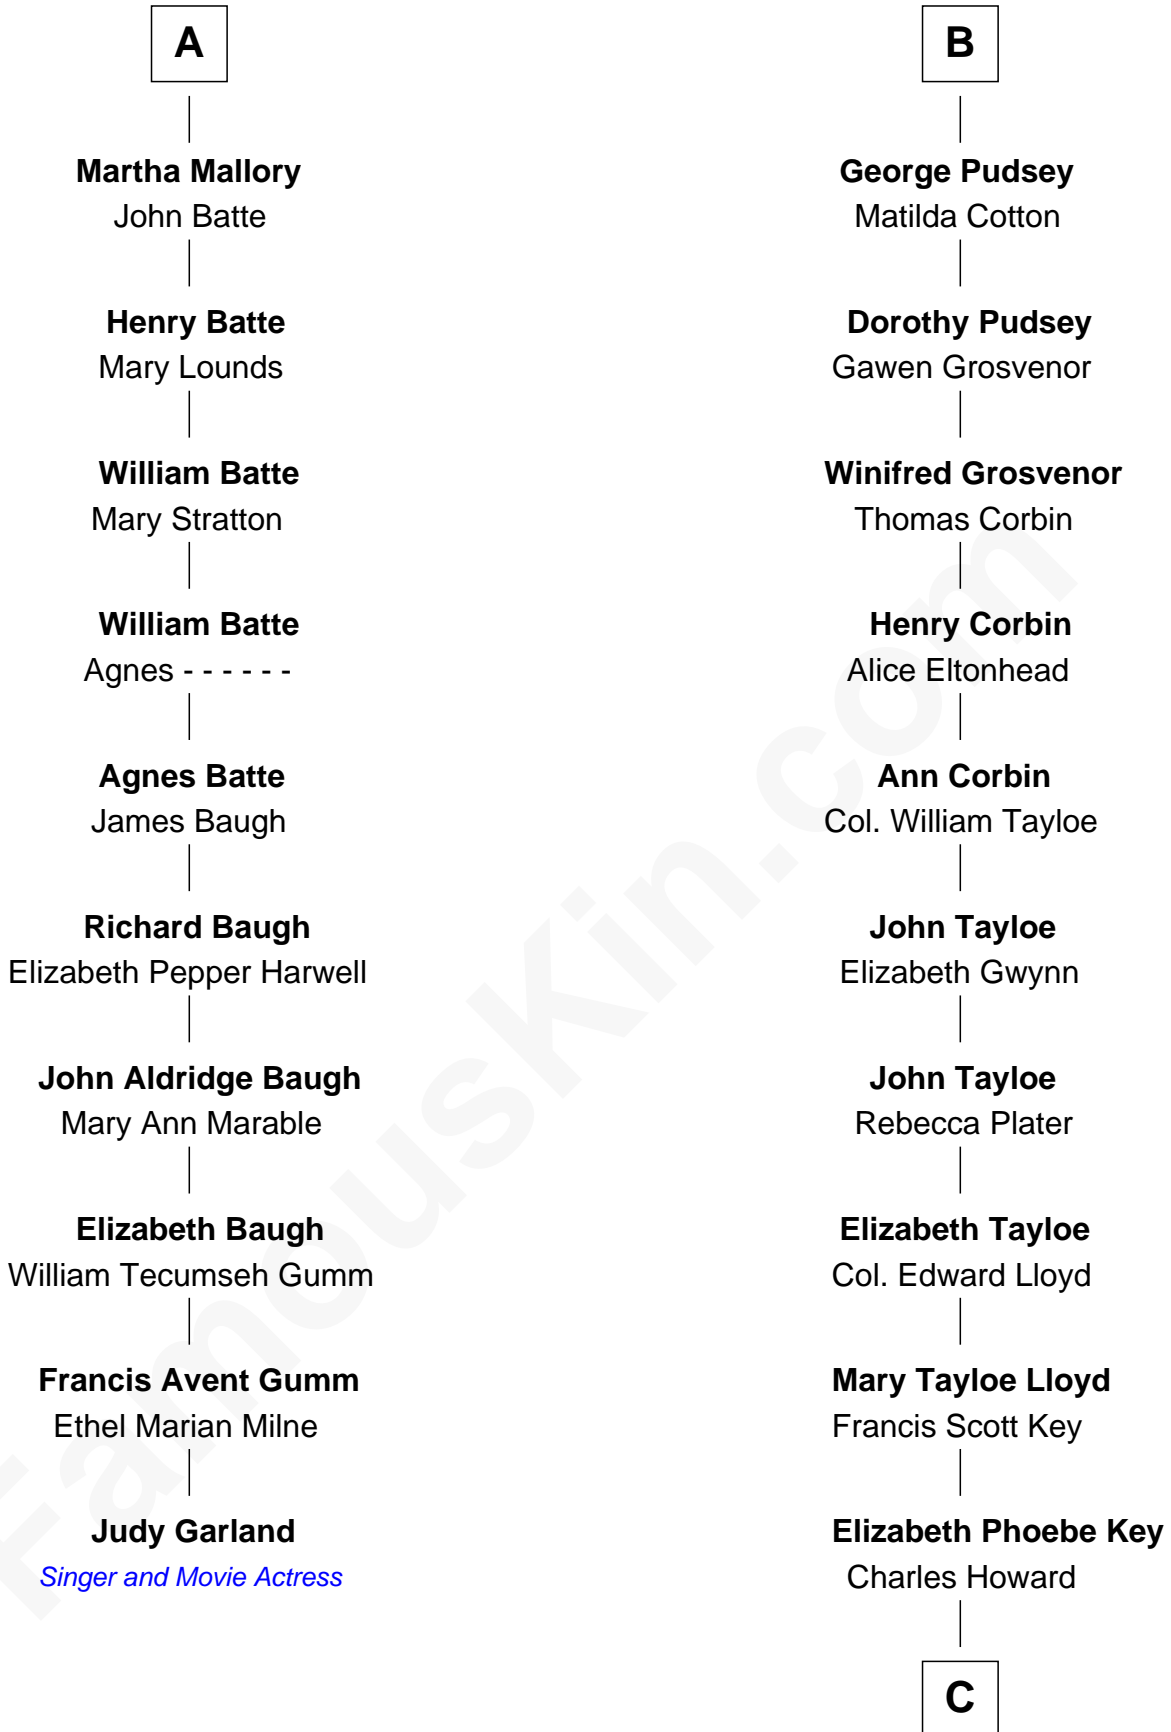 A
Martha Mallory
John Batte
Henry Batte
Mary Lounds
William Batte
Mary Stratton
William Batte
Agnes - - - - - -
Agnes Batte
James Baugh
Richard Baugh
Elizabeth Pepper Harwell
John Aldridge Baugh
Mary Ann Marable
Elizabeth Baugh
William Tecumseh Gumm
Francis Avent Gumm
Ethel Marian Milne
Judy Garland
Singer and Movie Actress
B
George Pudsey
Matilda Cotton
Dorothy Pudsey
Gawen Grosvenor
Winifred Grosvenor
Thomas Corbin
Henry Corbin
Alice Eltonhead
Ann Corbin
Col. William Tayloe
John Tayloe
Elizabeth Gwynn
John Tayloe
Rebecca Plater
Elizabeth Tayloe
Col. Edward Lloyd
Mary Tayloe Lloyd
Francis Scott Key
Elizabeth Phoebe Key
Charles Howard
C
FamousKin.com